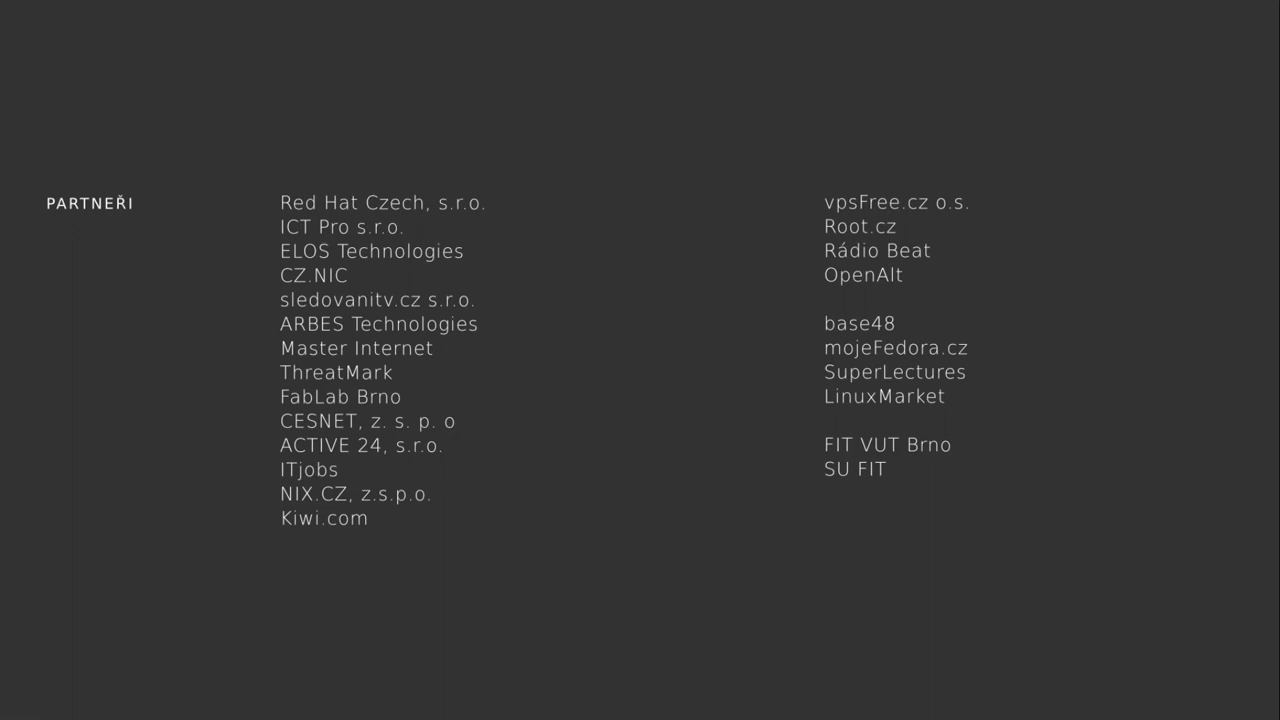 PARTNEŘI
Red Hat Czech, s.r.o.
ICT Pro s.r.o.
ELOS Technologies
CZ.NIC
sledovanitv.cz s.r.o.
ARBES Technologies
Master Internet
ThreatMark
FabLab Brno
CESNET, z. s. p. o
ACTIVE 24, s.r.o.
ITjobs
NIX.CZ, z.s.p.o.
Kiwi.com
vpsFree.cz o.s.
Root.cz
Rádio Beat
OpenAlt
base48
mojeFedora.cz
SuperLectures
LinuxMarket
FIT VUT Brno
SU FIT